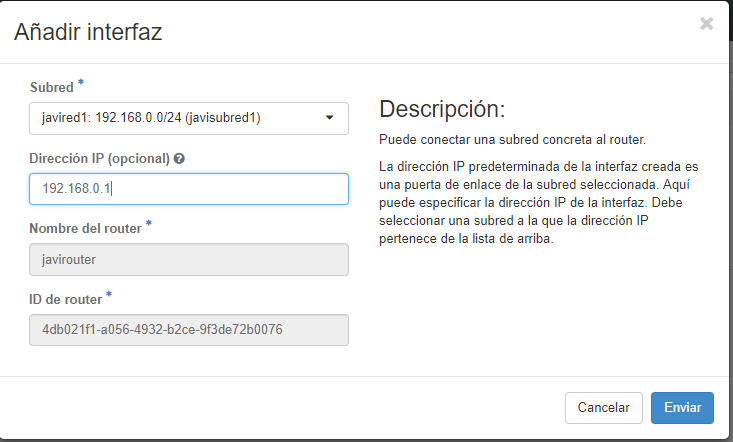 Añadir interfaz
×
Subred *
javired1: 192.168.0.0/24 (javisubred1)
Dirección IP (opcional) ?
192.168.0.1
Nombre del router *
javirouter
ID de router *
4db021f1-a056-4932-b2ce-9f3de72b0076
Descripción:
Puede conectar una subred concreta al router.
La dirección IP predeterminada de la interfaz creada es
una puerta de enlace de la subred seleccionada. Aquí
puede especificar la dirección IP de la interfaz. Debe
seleccionar una subred a la que la dirección IP
pertenece de la lista de arriba.
Cancelar
Enviar